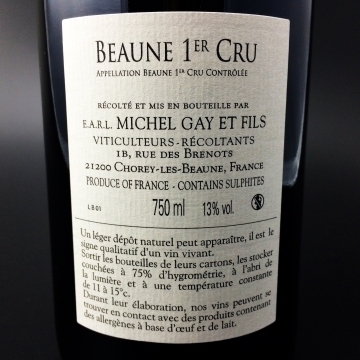 BEAUNE 1ER CRU
APPELLATION BEAUNE 1ER CRU CONTRÔLÉE
RÉCOLTÉ ET MIS EN BOUTEILLE PAR
E.A.R.L. MICHEL GAY ET FILS
VITICULTEURS - RÉCOLTANTS
1B, RUE DES BRENOTS
21200 CHOREY-LES-BEAUNE, FRANCE
PRODUCE OF FRANCE - CONTAINS SULPHITES
L.B.01 750 ml 13% vol.
Un léger dépôt naturel peut apparaître, il est le
signe qualitatif d'un vin vivant.
Sortir les bouteilles de leurs cartons, les stocker
couchées à 75% d'hygrométrie, à l'abri de
la lumière et à une température constante
de 11 à 15°c.
Durant leur élaboration, nos vins peuvent se
trouver en contact avec des produits contenant
des allergènes à base d'œuf et de lait.